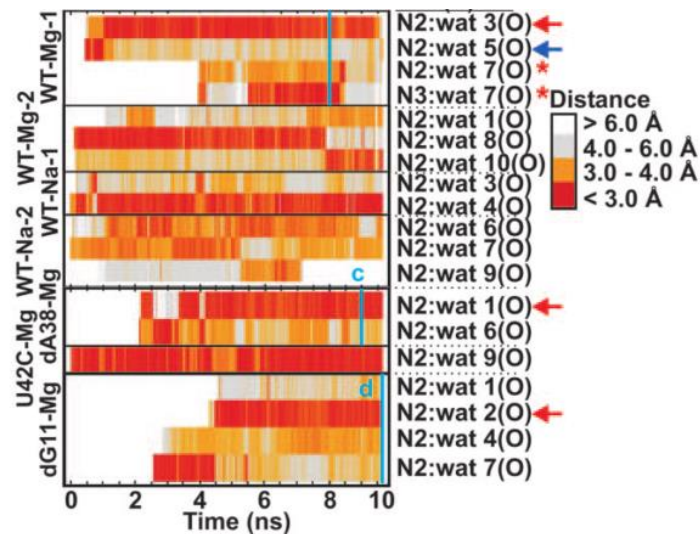 WT-Mg-1
WT-Mg-2
WT-Na-1
WT-Na-2
dA38-Mg
U42C-Mg
dG11-Mg
N2:wat 3(O)
N2:wat 5(O)
N2:wat 7(O) *
N3:wat 7(O) *
N2:wat 1(O)
N2:wat 8(O)
N2:wat 10(O)
N2:wat 3(O)
N2:wat 4(O)
N2:wat 6(O)
N2:wat 7(O)
N2:wat 9(O)
N2:wat 1(O)
N2:wat 6(O)
N2:wat 9(O)
N2:wat 1(O)
N2:wat 2(O)
N2:wat 4(O)
N2:wat 7(O)
c
d
0 2 4 6 8 10
Time (ns)
Distance
> 6.0 Å
4.0 - 6.0 Å
3.0 - 4.0 Å
< 3.0 Å